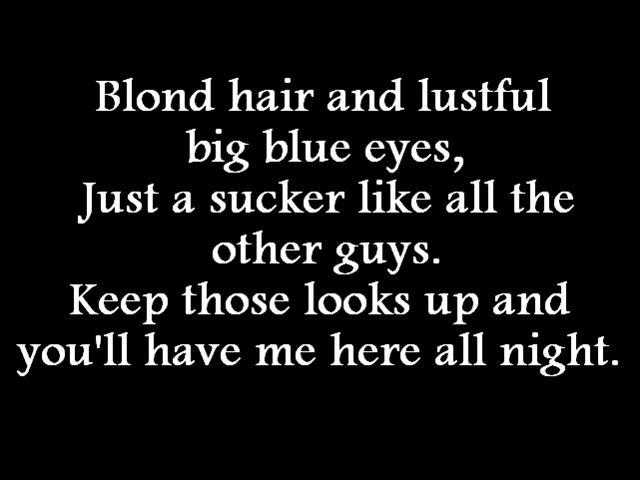 Blond hair and lustful
big blue eyes,
Just a sucker like all the
other guys.
Keep those looks up and
you'll have me here all night.